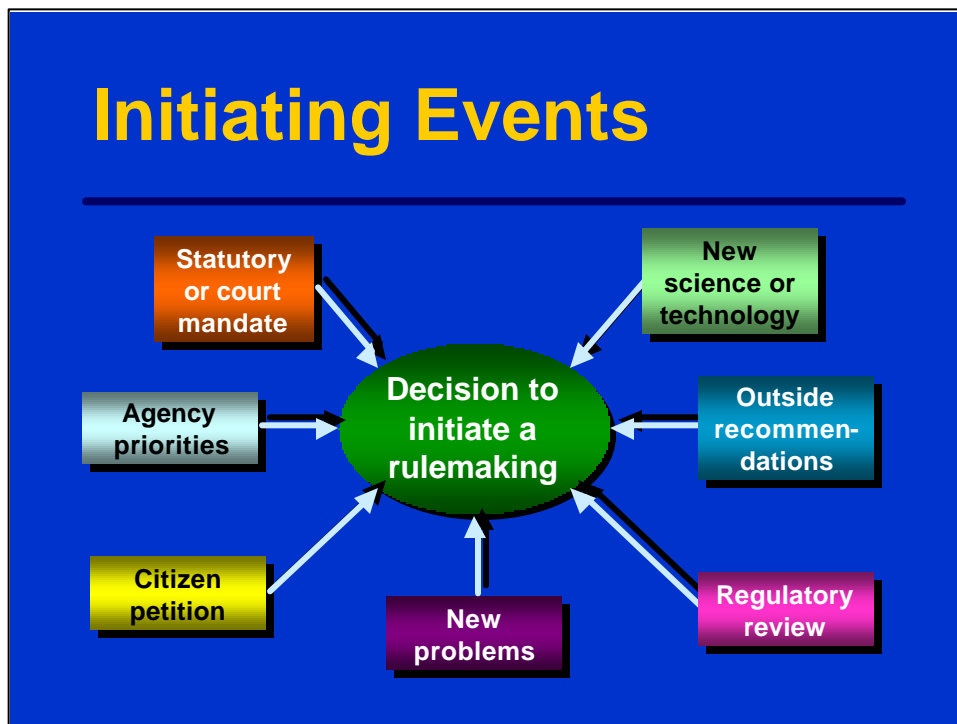 Initiating Events
Statutory
or court
mandate
New
science or
technology
Agency
priorities
Decision to
initiate a
rulemaking
Outside
recommen-
dations
Citizen
petition
New
problems
Regulatory
review